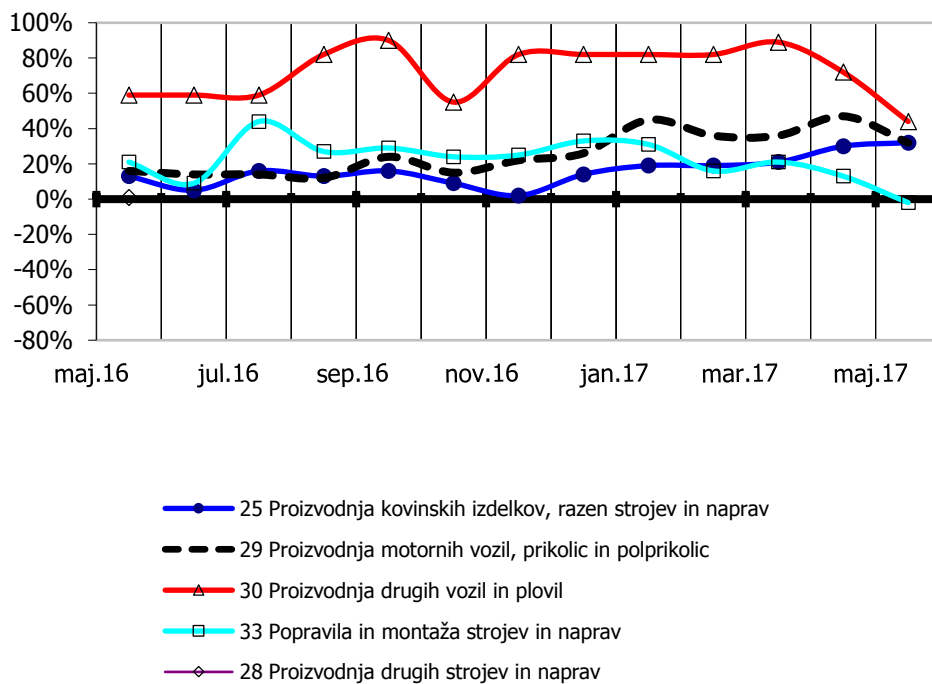 100%
80%
60%
40%
20%
0%
-20%
-40%
-60%
-80%
maj.16 jul.16 sep.16 nov.16 jan.17 mar.17 maj.17
25 Proizvodnja kovinskih izdelkov, razen strojev in naprav
29 Proizvodnja motornih vozil, prikolic in polprikolic
30 Proizvodnja drugih vozil in plovil
33 Popravila in montaža strojev in naprav
28 Proizvodnja drugih strojev in naprav